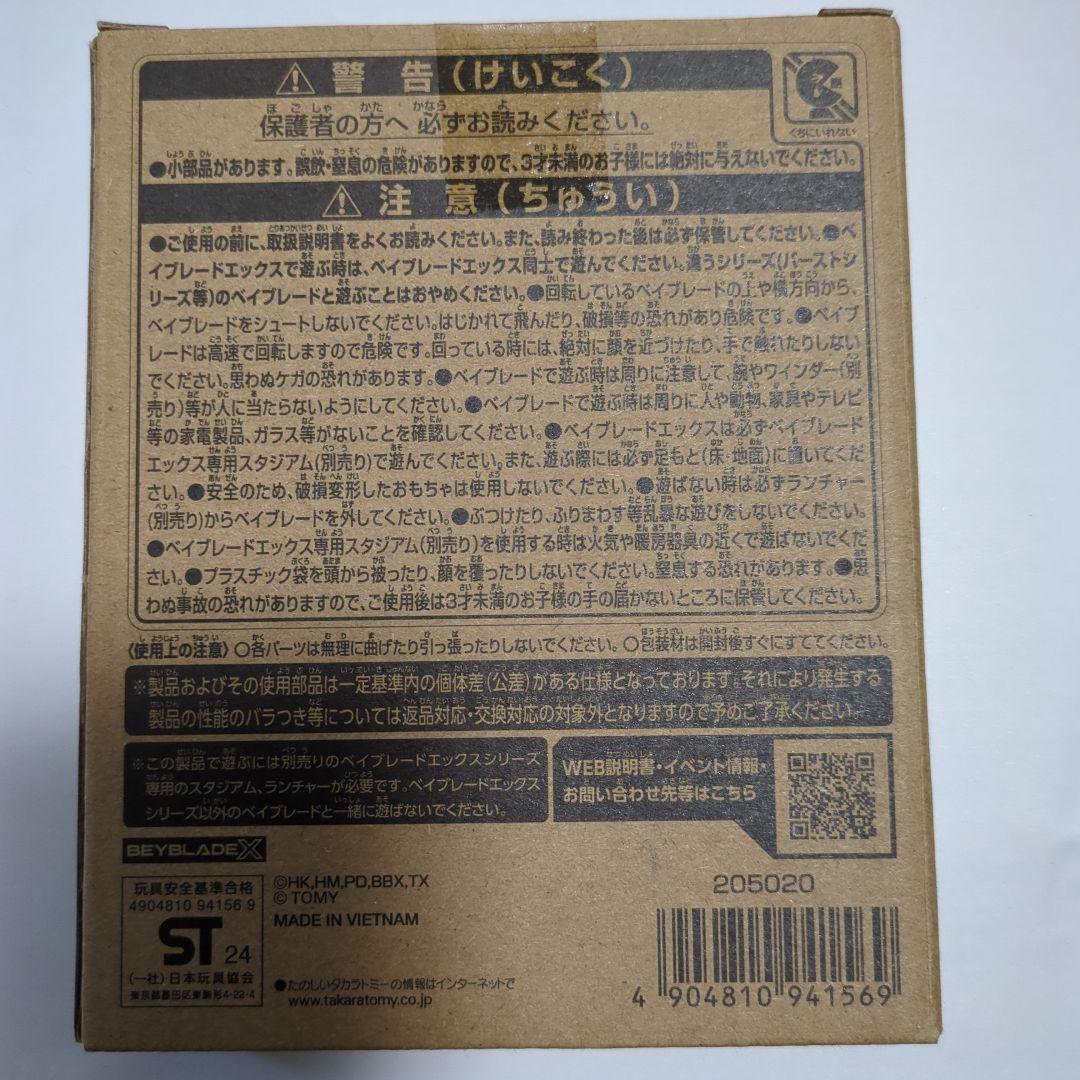 ⚠ 警告(けいこく)
保護者の方へ 必ずお読みください。
くちにいれない
●小部品があります。誤飲・窒息の危険がありますので、3才未満のお子様には絶対に与えないでください。
⚠ 注意(ちゅうい)
●ご使用の前に、取扱説明書をよくお読みください。また、読み終わった後は必ず保管してください。●ベ
イブレードエックスで遊ぶ時は、ベイブレードエックス同士で遊んでください。違うシリーズ(バーストシ
リーズ等)のベイブレードと遊ぶことはおやめください。●回転しているベイブレードの上や横方向から、
ベイブレードをシュートしないでください。はじかれて飛んだり、破損等の恐れがあり危険です。●ベイブ
レードは高速で回転しますので危険です。回っている時には、絶対に顔を近づけたり、手で触れたりしない
でください。思わぬケガの恐れがあります。●ベイブレードで遊ぶ時は周りに注意して、腕やワインダー(別
売り)等が人に当たらないようにしてください。●ベイブレードで遊ぶ時は周りに人や動物、家具やテレビ
等の家電製品、ガラス等がないことを確認してください。●ベイブレードエックスは必ずベイブレード
エックス専用スタジアム(別売り)で遊んでください。また、遊ぶ際には必ず足もと(床・地面)に置いてくだ
さい。●安全のため、破損変形したおもちゃは使用しないでください。●遊ばない時は必ずランチャー
(別売り)からベイブレードを外してください。●ぶつけたり、ふりまわす等乱暴な遊びをしないでください。
●ベイブレードエックス専用スタジアム(別売り)を使用する時は火気や暖房器具の近くで遊ばないでくだ
さい。●プラスチック袋を頭から被ったり、顔を覆ったりしないでください。窒息する恐れがあります。●思
わぬ事故の恐れがありますので、ご使用後は3才未満のお子様の手の届かないところに保管してください。
〈使用上の注意〉○各パーツは無理に曲げたり引っ張ったりしないでください。○包装材は開封後すぐにすててください。
※製品およびその使用部品は一定基準内の個体差(公差)がある仕様となっております。それにより発生する
製品の性能のバラつき等については返品対応・交換対応の対象外となりますので予めご了承ください。
※この製品で遊ぶには別売りのベイブレードエックスシリーズ
専用のスタジアム、ランチャーが必要です。ベイブレードエックス
シリーズ以外のベイブレードと一緒に遊ばないでください。
WEB説明書・イベント情報・
お問い合わせ先等はこちら
BEYBLADE X
玩具安全基準合格
4904810 94156 9
ST 24
(一社)日本玩具協会
東京都墨田区東駒形4-22-4
©HK,HM,PD,BBX,TX
© TOMY
MADE IN VIETNAM
●たのしいタカラトミーの情報はインターネットで
www.takaratomy.co.jp
205020
4 904810 941569